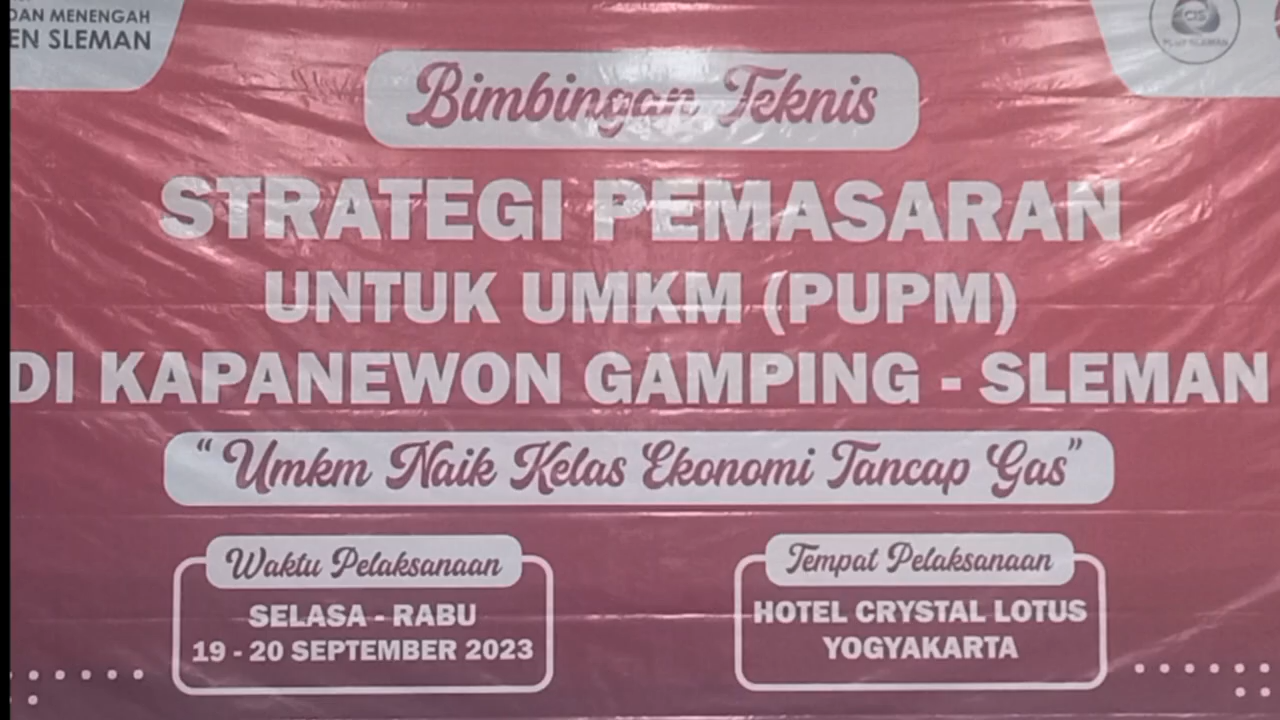 DAN MENENGAH
EN SLEMAN
CIS
Bimbingan Teknis
STRATEGI PEMASARAN
UNTUK UMKM (PUPM)
DI KAPANEWON GAMPING - SLEMAN
“Umkm Naik Kelas Ekonomi Tancap Gas”
Waktu Pelaksanaan
SELASA - RABU
19 - 20 SEPTEMBER 2023
Tempat Pelaksanaan
HOTEL CRYSTAL LOTUS
YOGYAKARTA